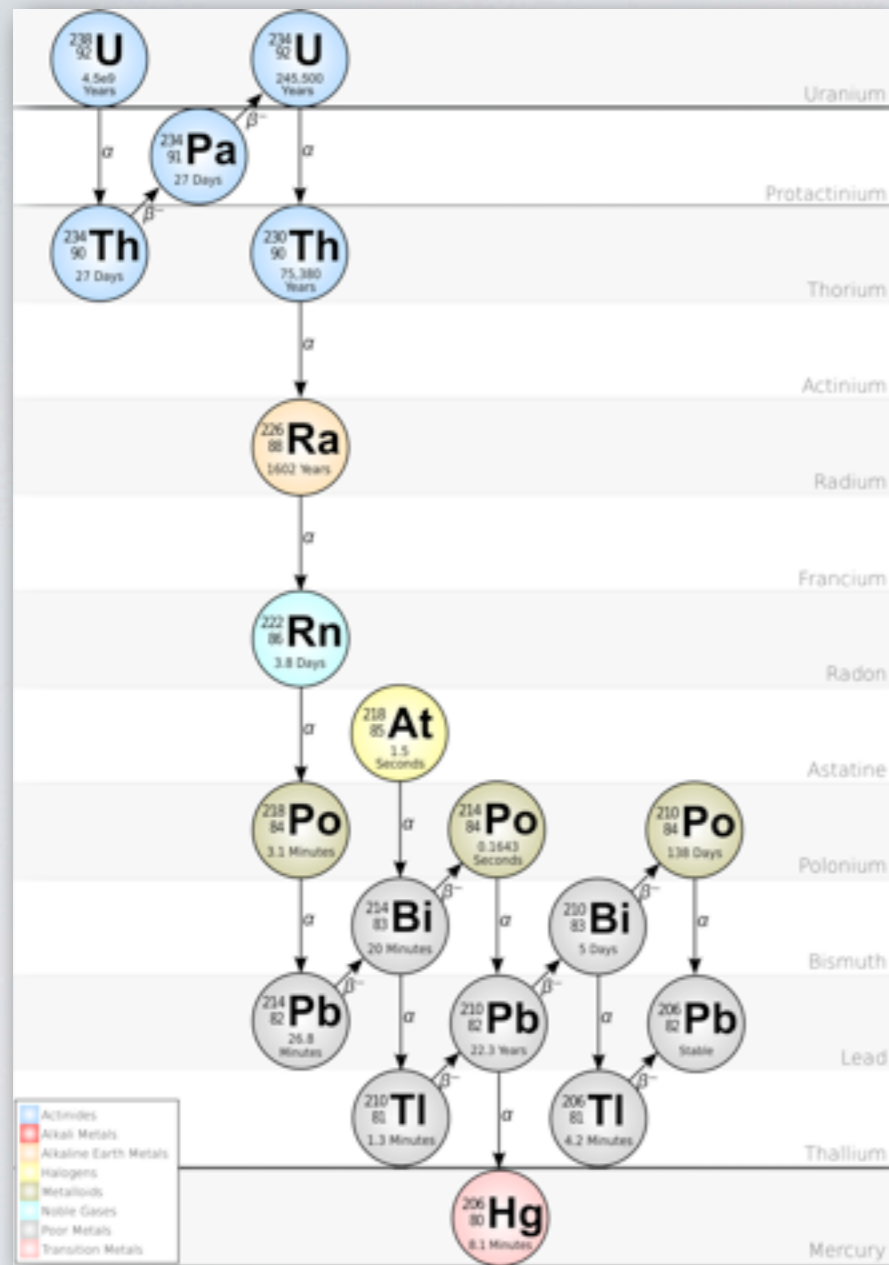 238
92 U
4.5e9
Years
234
92 U
245,500
Years
Uranium
α
β⁻
234
91 Pa
27 Days
α
Protactinium
β⁻
234
90 Th
27 Days
230
90 Th
75,380
Years
Thorium
α
Actinium
226
88 Ra
1602 Years
Radium
α
Francium
222
86 Rn
3.8 Days
Radon
α
218
85 At
1.5
Seconds
Astatine
218
84 Po
3.1 Minutes
α
214
84 Po
0.1643
Seconds
210
84 Po
138 Days
Polonium
α
214
83 Bi
20 Minutes
β⁻
α
210
83 Bi
5 Days
β⁻
α
Bismuth
214
82 Pb
26.8
Minutes
β⁻
α
210
82 Pb
22.3 Years
β⁻
α
206
82 Pb
Stable
Lead
210
81 Tl
1.3 Minutes
β⁻
α
206
81 Tl
4.2 Minutes
β⁻
Thallium
206
80 Hg
8.1 Minutes
Mercury
Actinides
Alkali Metals
Alkaline Earth Metals
Halogens
Metalloids
Noble Gases
Poor Metals
Transition Metals